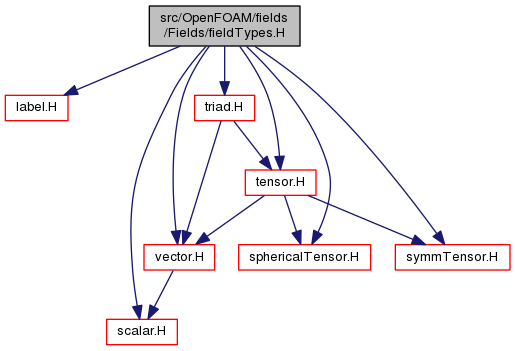 src/OpenFOAM/fields
/Fields/fieldTypes.H
label.H
triad.H
tensor.H
vector.H
sphericalTensor.H
symmTensor.H
scalar.H